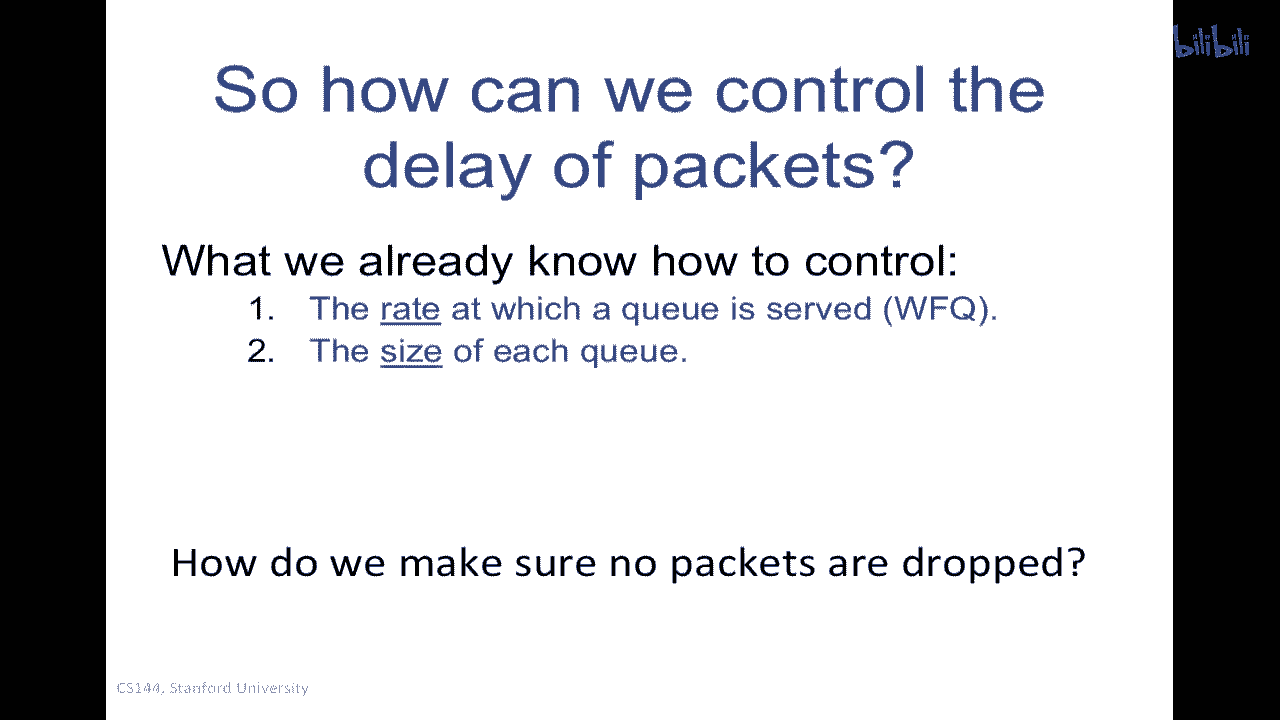 bilibili
So how can we control the
delay of packets?
What we already know how to control:
1. The rate at which a queue is served (WFQ).
2. The size of each queue.
How do we make sure no packets are dropped?
CS144, Stanford University